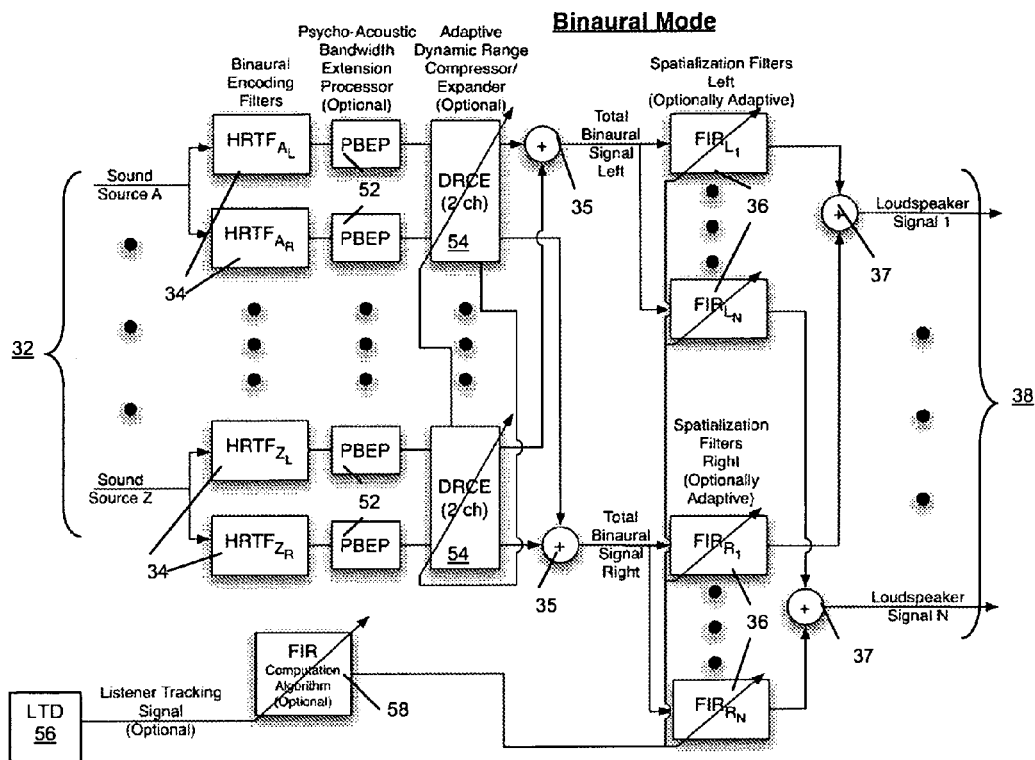 Binaural Mode
Psycho-Acoustic
Bandwidth
Extension
Processor
(Optional)
Adaptive
Dynamic Range
Compressor/
Expander
(Optional)
Binaural
Encoding
Filters
Spatialization Filters
Left
(Optionally Adaptive)
Total
Binaural
Signal
Left
HRTF A L
PBEP
52
DRCE
(2 ch)
54
+
35
FIR L 1
36
Sound
Source A
HRTF A R
PBEP
34
+
37
Loudspeaker
Signal 1
FIR L N
32
38
HRTF Z L
PBEP
52
DRCE
(2 ch)
54
Spatialization
Filters
Right
(Optionally
Adaptive)
Sound
Source Z
HRTF Z R
PBEP
34
+
35
Total
Binaural
Signal
Right
FIR R 1
36
+
37
Loudspeaker
Signal N
FIR
Computation
Algorithm
(Optional)
58
FIR R N
LTD
56
Listener Tracking
Signal
(Optional)